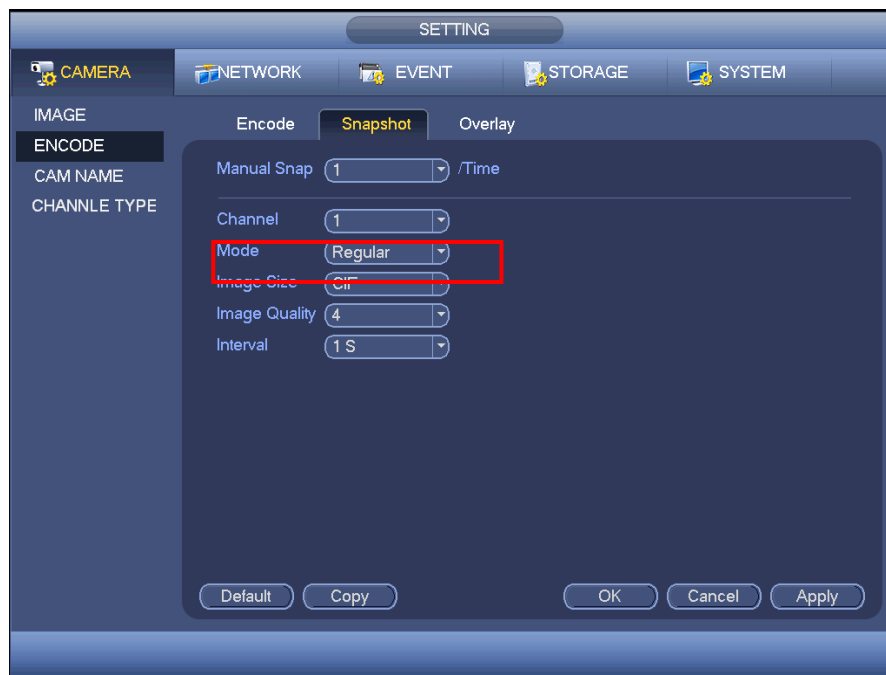 SETTING
CAMERA NETWORK EVENT STORAGE SYSTEM
IMAGE
ENCODE
CAM NAME
CHANNLE TYPE
Encode Snapshot Overlay
Manual Snap 1 /Time
Channel 1
Mode Regular
Image Size CIF
Image Quality 4
Interval 1 S
Default Copy OK Cancel Apply